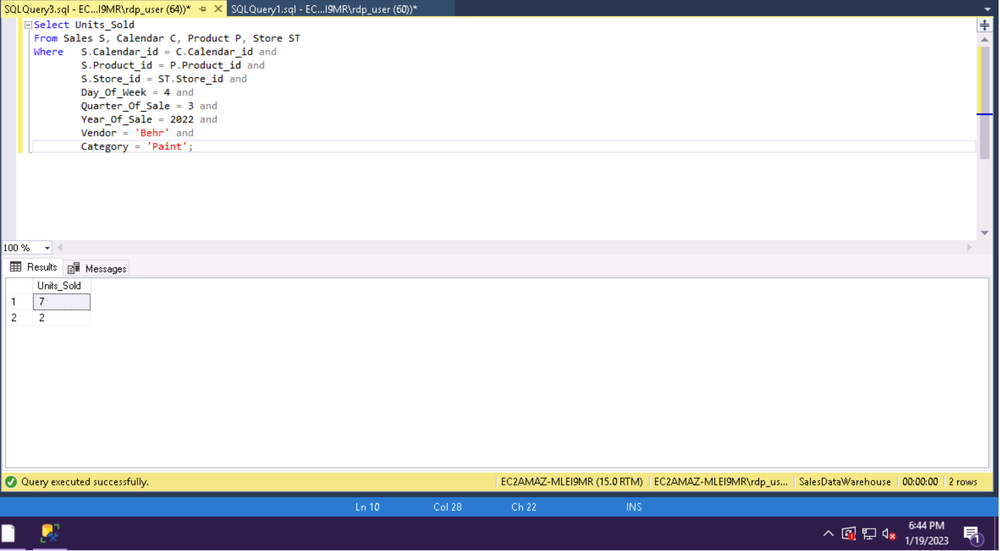 SQLQuery3.sql - EC...I9MR\rdp_user (64))* SQLQuery1.sql - EC...I9MR\rdp_user (60))*
Select Units_Sold
From Sales S, Calendar C, Product P, Store ST
Where S.Calendar_id = C.Calendar_id and
S.Product_id = P.Product_id and
S.Store_id = ST.Store_id and
Day_Of_Week = 4 and
Quarter_Of_Sale = 3 and
Year_Of_Sale = 2022 and
Vendor = 'Behr' and
Category = 'Paint';
100 %
Results Messages
Units_Sold
1 7
2 2
Query executed successfully. EC2AMAZ-MLEI9MR (15.0 RTM) EC2AMAZ-MLEI9MR\rdp_us... SalesDataWarehouse 00:00:00 2 rows
Ln 10 Col 28 Ch 22 INS
6:44 PM
1/19/2023
1